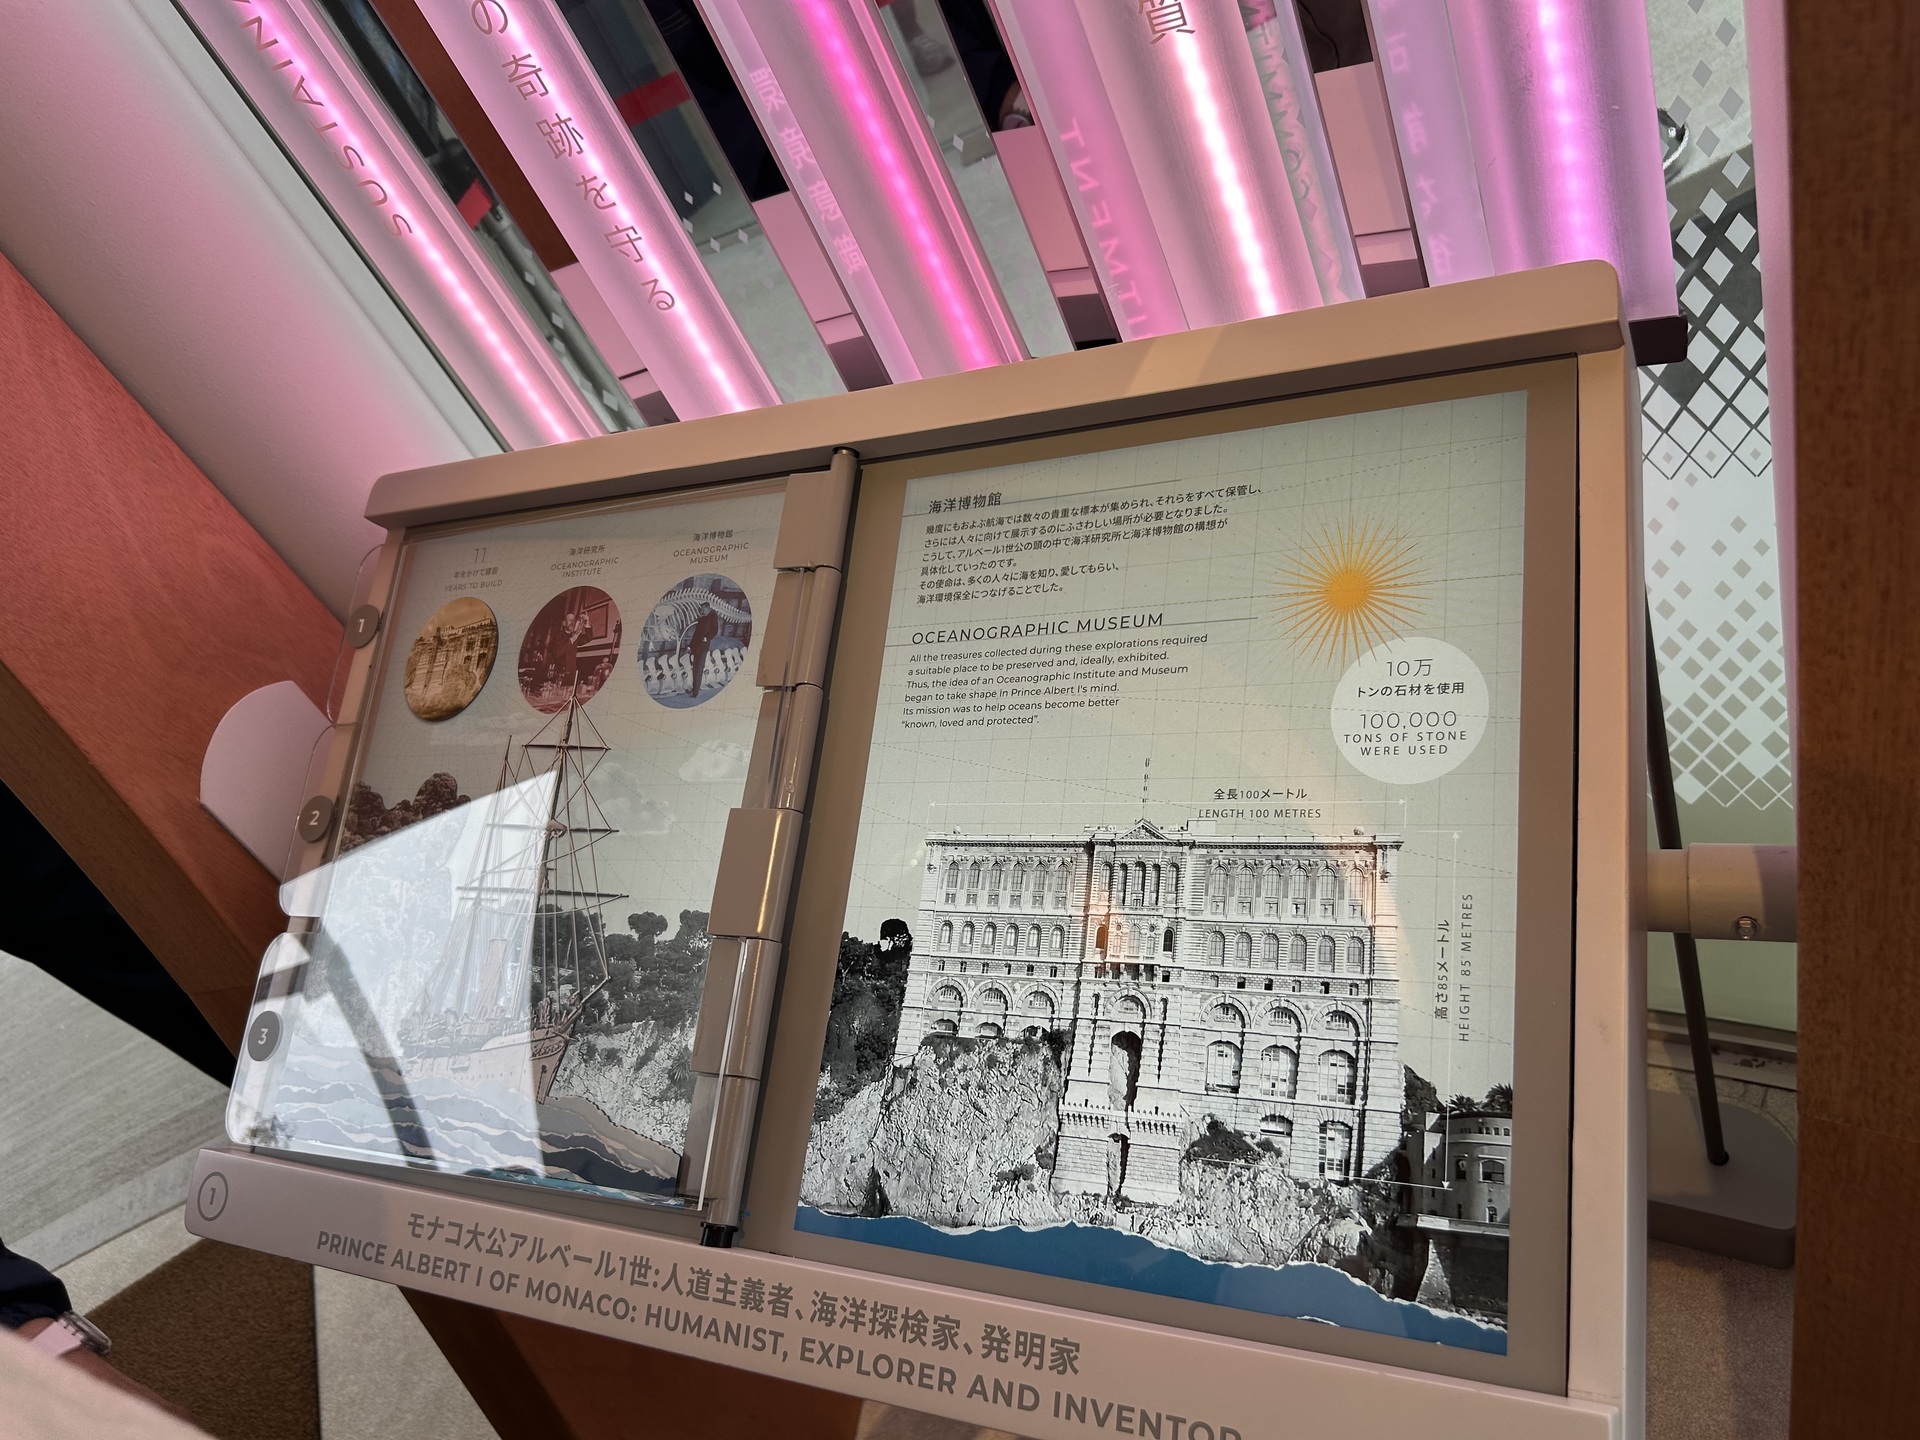 SUSTAIN
の奇跡を守る
質
11
年をかけて建設
YEARS TO BUILD
海洋研究所
OCEANOGRAPHIC
INSTITUTE
海洋博物館
OCEANOGRAPHIC
MUSEUM
1
2
3
海洋博物館
幾度にもおよぶ航海では数々の貴重な標本が集められ、それらをすべて保管し、
さらには人々に向けて展示するのにふさわしい場所が必要となりました。
こうして、アルベール1世公の頭の中で海洋研究所と海洋博物館の構想が
具体化していったのです。
その使命は、多くの人々に海を知り、愛してもらい、
海洋環境保全につなげることでした。
OCEANOGRAPHIC MUSEUM
All the treasures collected during these explorations required
a suitable place to be preserved and, ideally, exhibited.
Thus, the idea of an Oceanographic Institute and Museum
began to take shape in Prince Albert I's mind.
Its mission was to help oceans become better
"known, loved and protected".
10万
トンの石材を使用
100,000
TONS OF STONE
WERE USED
全長100メートル
LENGTH 100 METRES
高さ85メートル
HEIGHT 85 METRES
1
モナコ大公アルベール1世:人道主義者、海洋探検家、発明家
PRINCE ALBERT I OF MONACO: HUMANIST, EXPLORER AND INVENTOR